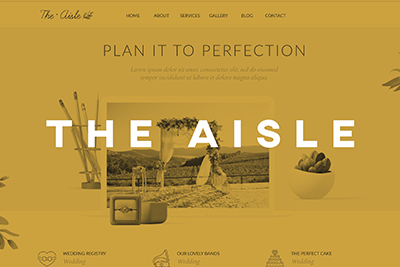 The · Aisle
HOME ABOUT SERVICES GALLERY BLOG CONTACT
PLAN IT TO PERFECTION
Lorem ipsum dolor sit amet, consectetur elit, sed do eiusmod
tempor incididunt et labore et dolore magna aliqua
THE AISLE
WEDDING REGISTRY OUR LOVELY BANDS THE PERFECT CAKE
Wedding Wedding Wedding